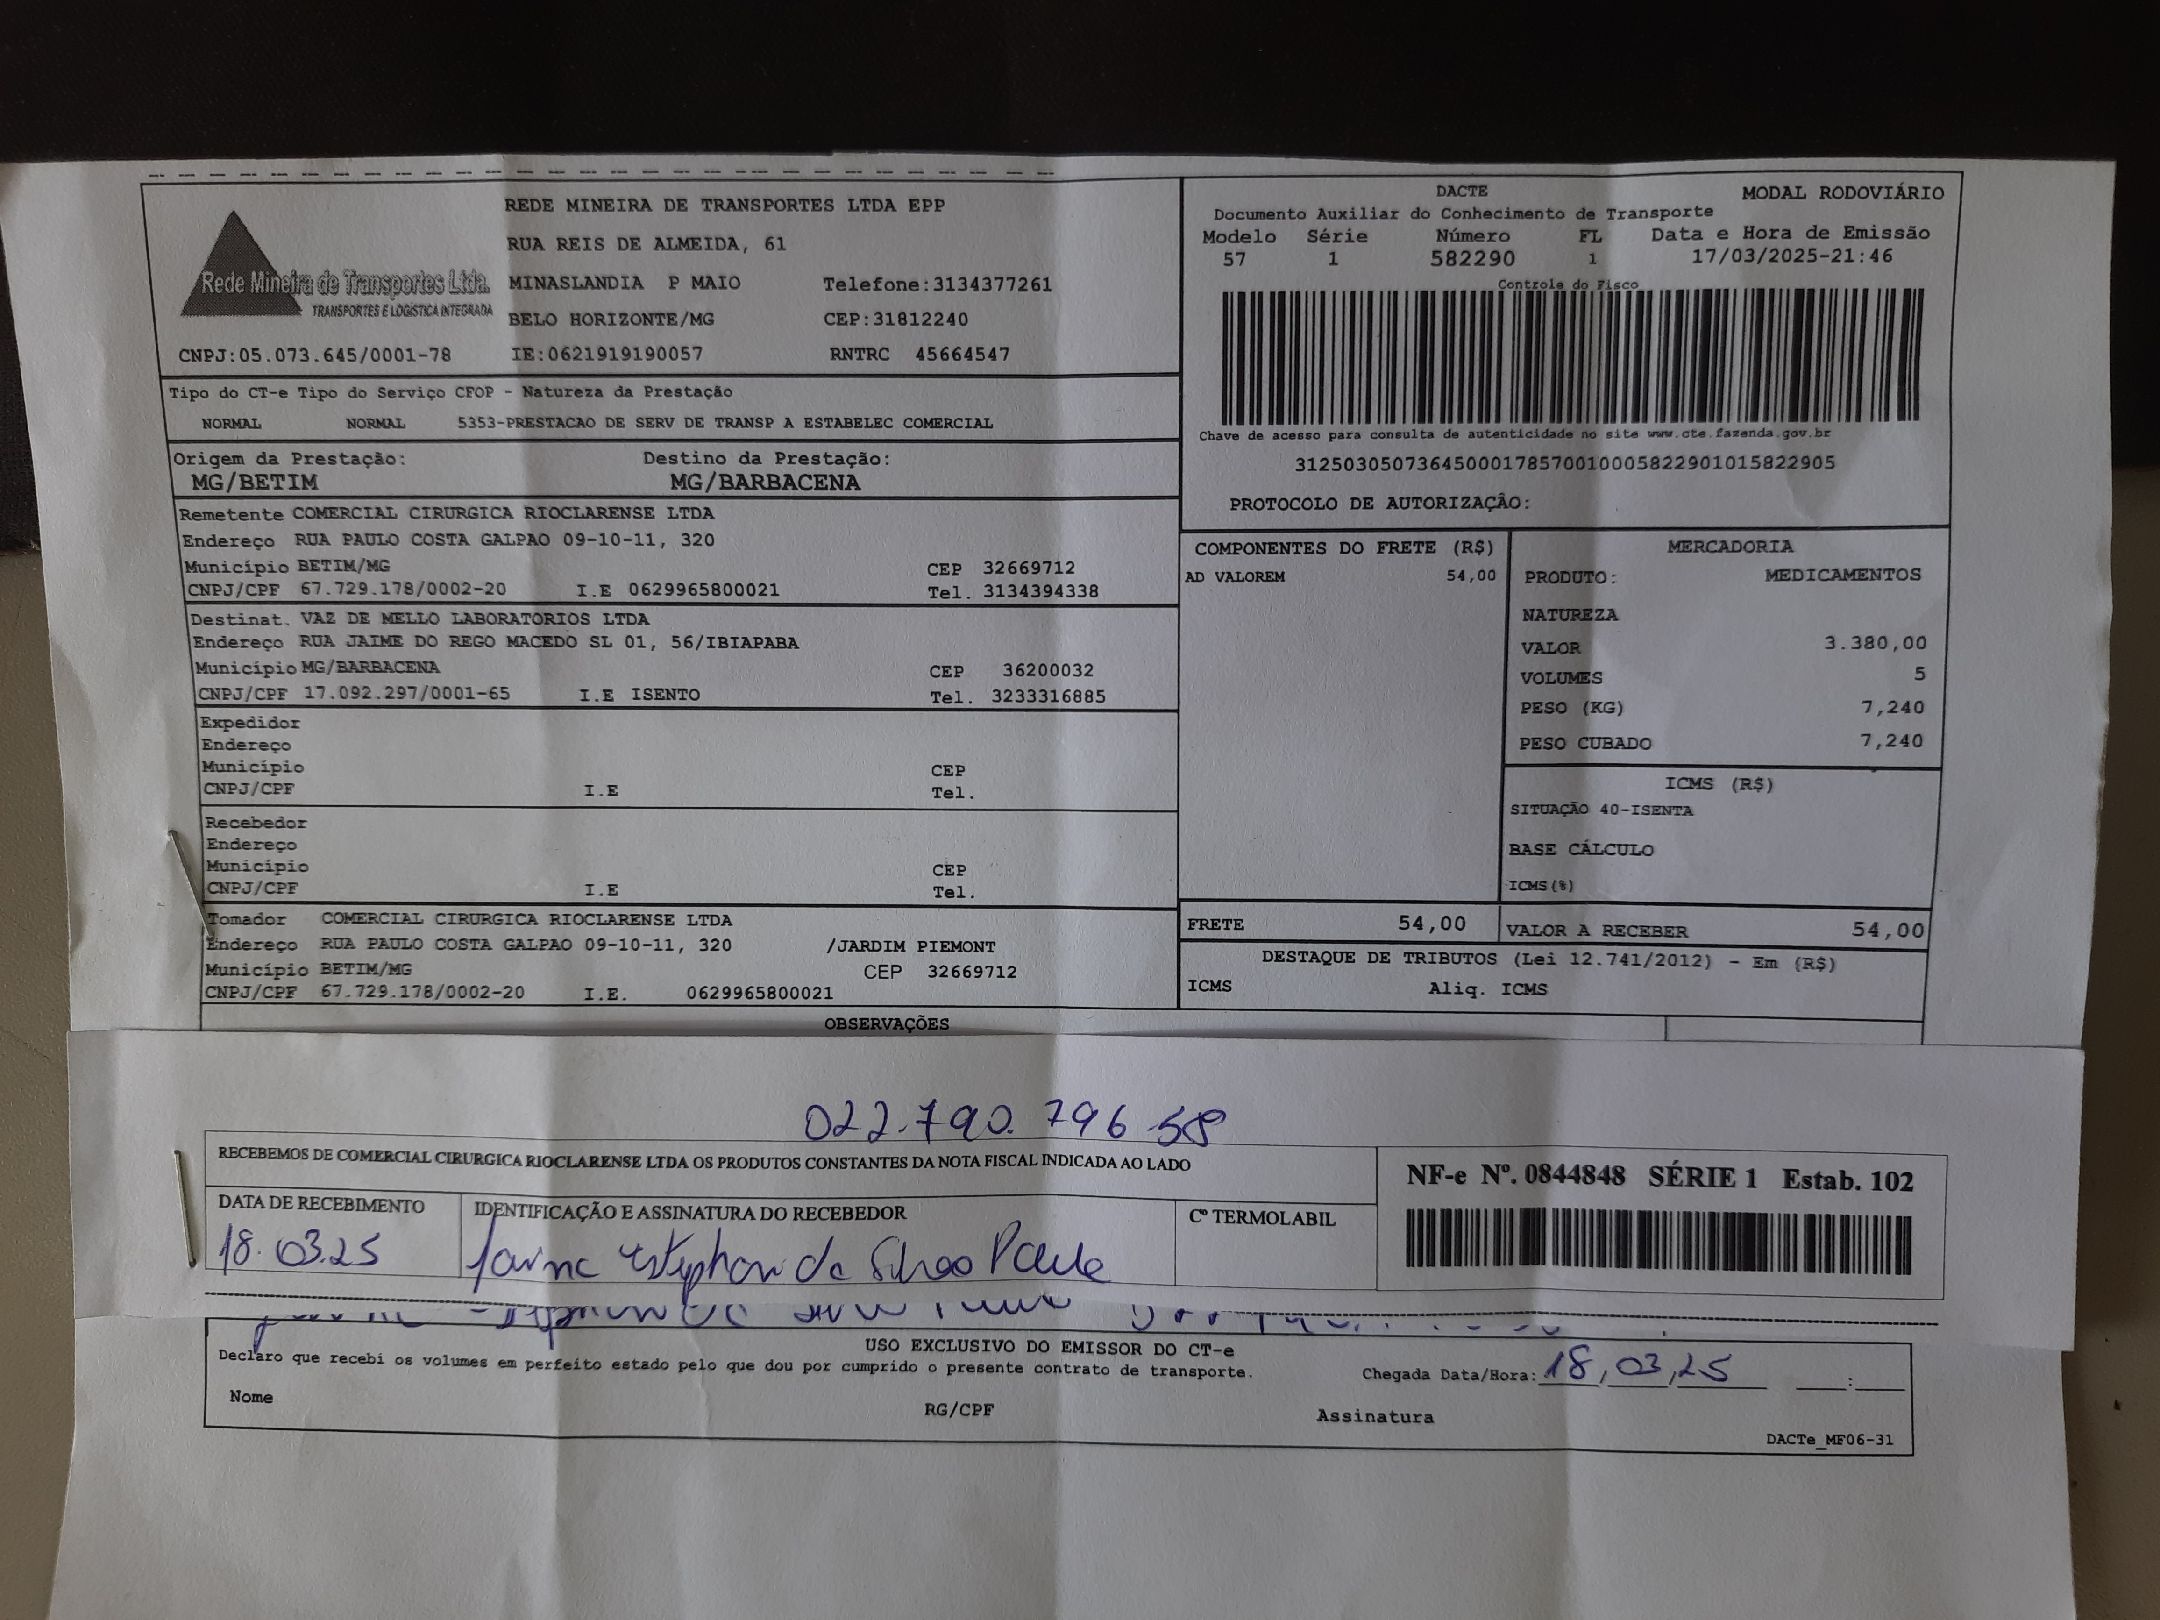 REDE MINEIRA DE TRANSPORTES LTDA EPP
RUA REIS DE ALMEIDA, 61
Rede Mineira de Transportes Ltda.
TRANSPORTES E LOGISTICA INTEGRADA
MINASLANDIA P MAIO Telefone:3134377261
BELO HORIZONTE/MG CEP:31812240
CNPJ:05.073.645/0001-78 IE:0621919190057 RNTRC 45664547
DACTE MODAL RODOVIÁRIO
Documento Auxiliar do Conhecimento de Transporte
Modelo Série Número FL Data e Hora de Emissão
57 1 582290 1 17/03/2025-21:46
Controle do Fisco
Chave de acesso para consulta de autenticidade no site www.cte.fazenda.gov.br
31250305073645000178570010005822901015822905
PROTOCOLO DE AUTORIZAÇÃO:
Tipo do CT-e Tipo do Serviço CFOP - Natureza da Prestação
NORMAL NORMAL 5353-PRESTACAO DE SERV DE TRANSP A ESTABELEC COMERCIAL
Origem da Prestação: Destino da Prestação:
MG/BETIM MG/BARBACENA
Remetente COMERCIAL CIRURGICA RIOCLARENSE LTDA
Endereço RUA PAULO COSTA GALPAO 09-10-11, 320
Município BETIM/MG CEP 32669712
CNPJ/CPF 67.729.178/0002-20 I.E 0629965800021 Tel. 3134394338
Destinat. VAZ DE MELLO LABORATORIOS LTDA
Endereço RUA JAIME DO REGO MACEDO SL 01, 56/IBIAPABA
Município MG/BARBACENA CEP 36200032
CNPJ/CPF 17.092.297/0001-65 I.E ISENTO Tel. 3233316885
Expedidor
Endereço
Município CEP
CNPJ/CPF I.E Tel.
Recebedor
Endereço
Município CEP
CNPJ/CPF I.E Tel.
Tomador COMERCIAL CIRURGICA RIOCLARENSE LTDA
Endereço RUA PAULO COSTA GALPAO 09-10-11, 320 /JARDIM PIEMONT
Município BETIM/MG CEP 32669712
CNPJ/CPF 67.729.178/0002-20 I.E. 0629965800021
COMPONENTES DO FRETE (R$)
AD VALOREM 54,00
MERCADORIA
PRODUTO: MEDICAMENTOS
NATUREZA
VALOR 3.380,00
VOLUMES 5
PESO (KG) 7,240
PESO CUBADO 7,240
ICMS (R$)
SITUAÇÃO 40-ISENTA
BASE CÁLCULO
ICMS(%)
FRETE 54,00 VALOR A RECEBER 54,00
DESTAQUE DE TRIBUTOS (Lei 12.741/2012) - Em (R$)
ICMS Aliq. ICMS
OBSERVAÇÕES
022.790.796-58
RECEBEMOS DE COMERCIAL CIRURGICA RIOCLARENSE LTDA OS PRODUTOS CONSTANTES DA NOTA FISCAL INDICADA AO LADO
NF-e Nº. 0844848 SÉRIE 1 Estab. 102
DATA DE RECEBIMENTO IDENTIFICAÇÃO E ASSINATURA DO RECEBEDOR Cº TERMOLABIL
18.03.25
USO EXCLUSIVO DO EMISSOR DO CT-e
Declaro que recebi os volumes em perfeito estado pelo que dou por cumprido o presente contrato de transporte.
Chegada Data/Hora: 18,03,25 :
Nome RG/CPF Assinatura
DACTe_MF06-31